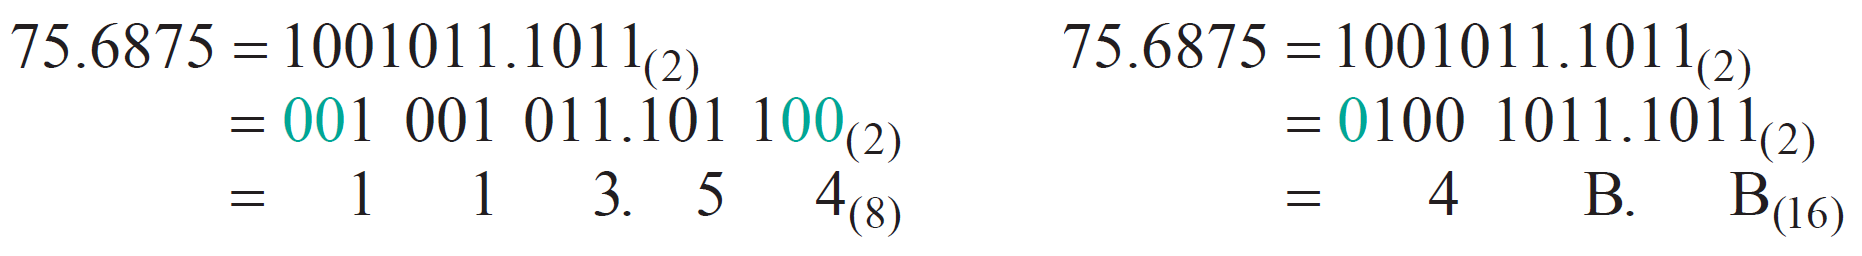 75.6875 = 1001011.1011(2)
= 001 001 011.101 100(2)
= 1 1 3. 5 4(8)
75.6875 = 1001011.1011(2)
= 0100 1011.1011(2)
= 4 B. B(16)